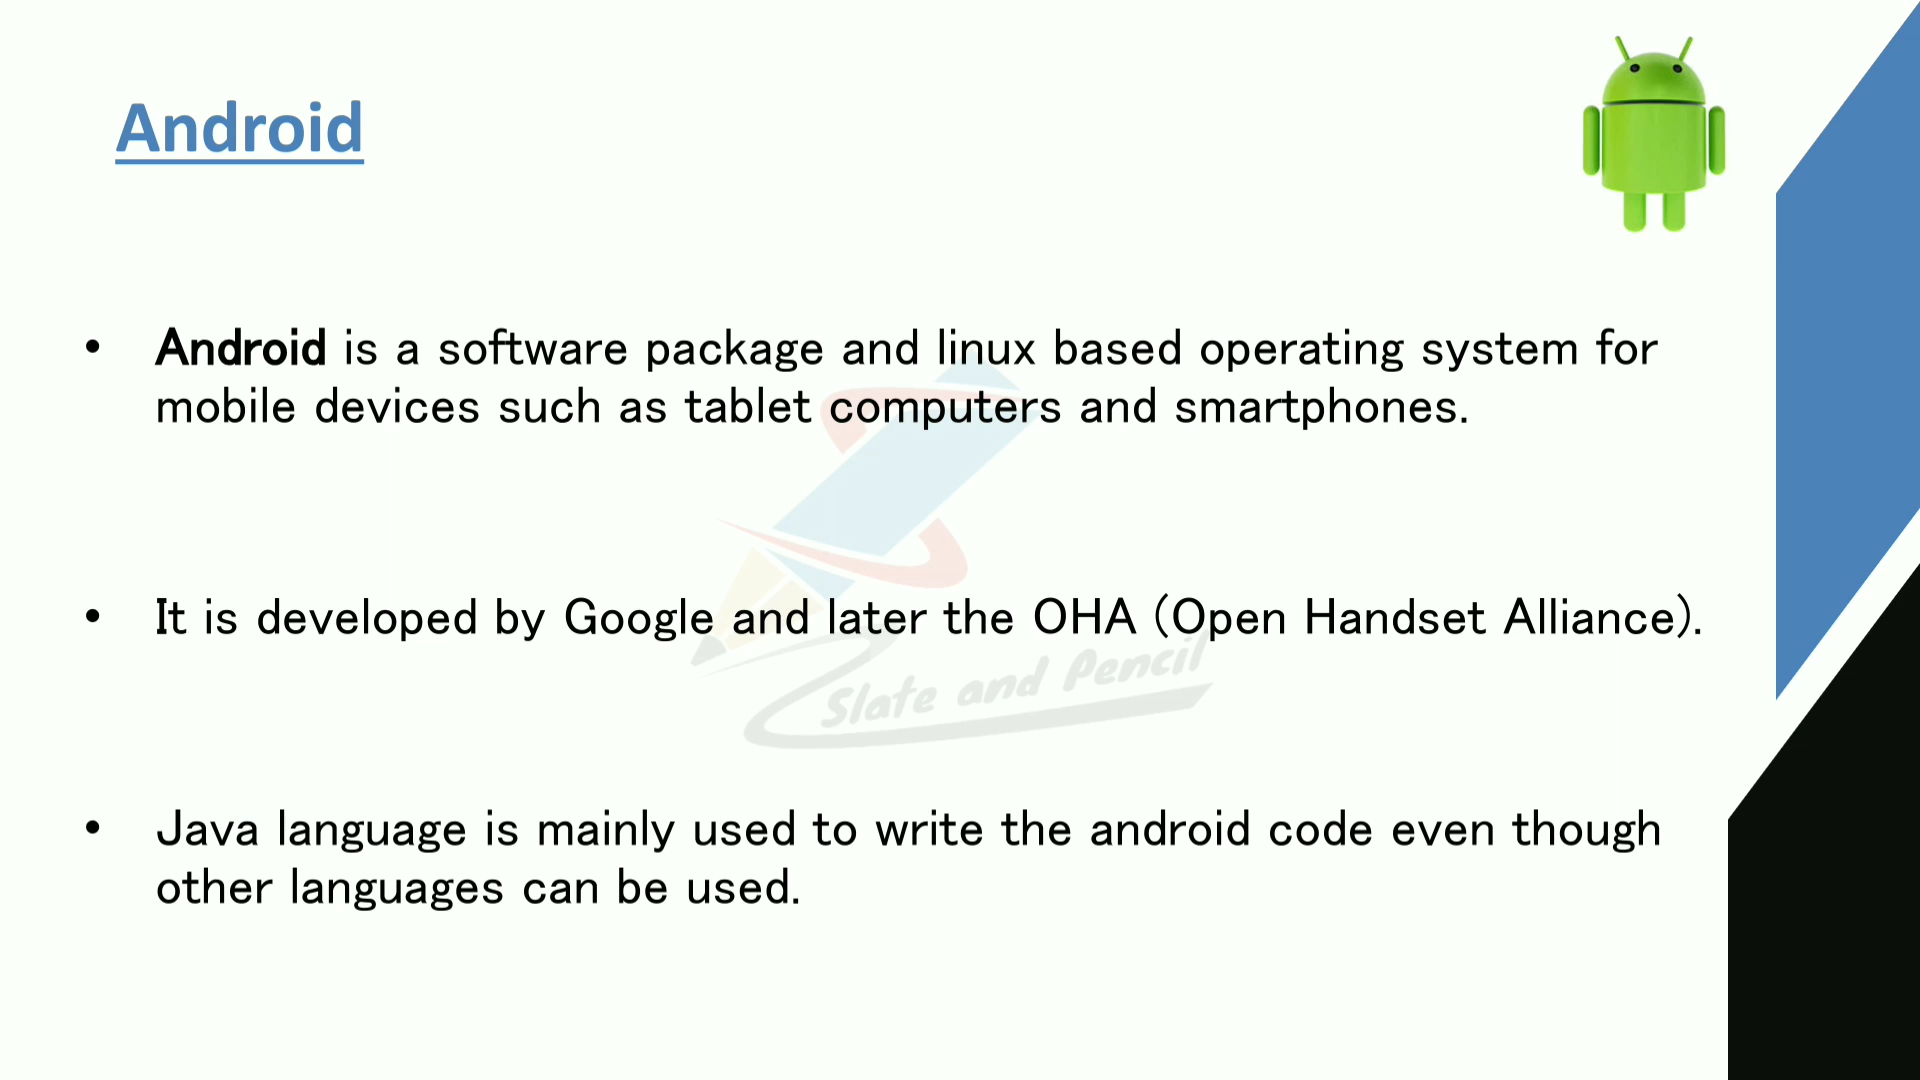 Android
• Android is a software package and linux based operating system for
mobile devices such as tablet computers and smartphones.
• It is developed by Google and later the OHA (Open Handset Alliance).
Slate and Pencil
• Java language is mainly used to write the android code even though
other languages can be used.